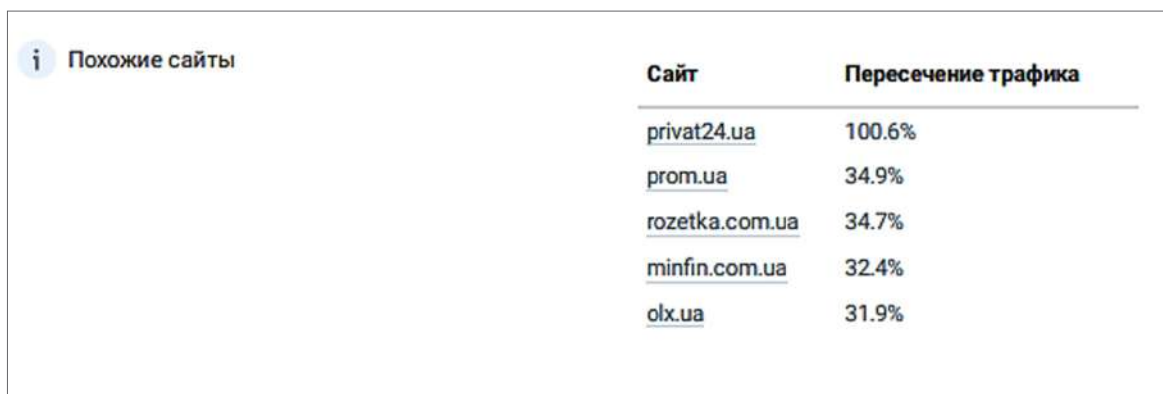 i Похожие сайты
Сайт Пересечение трафика
privat24.ua 100.6%
prom.ua 34.9%
rozetka.com.ua 34.7%
minfin.com.ua 32.4%
olx.ua 31.9%